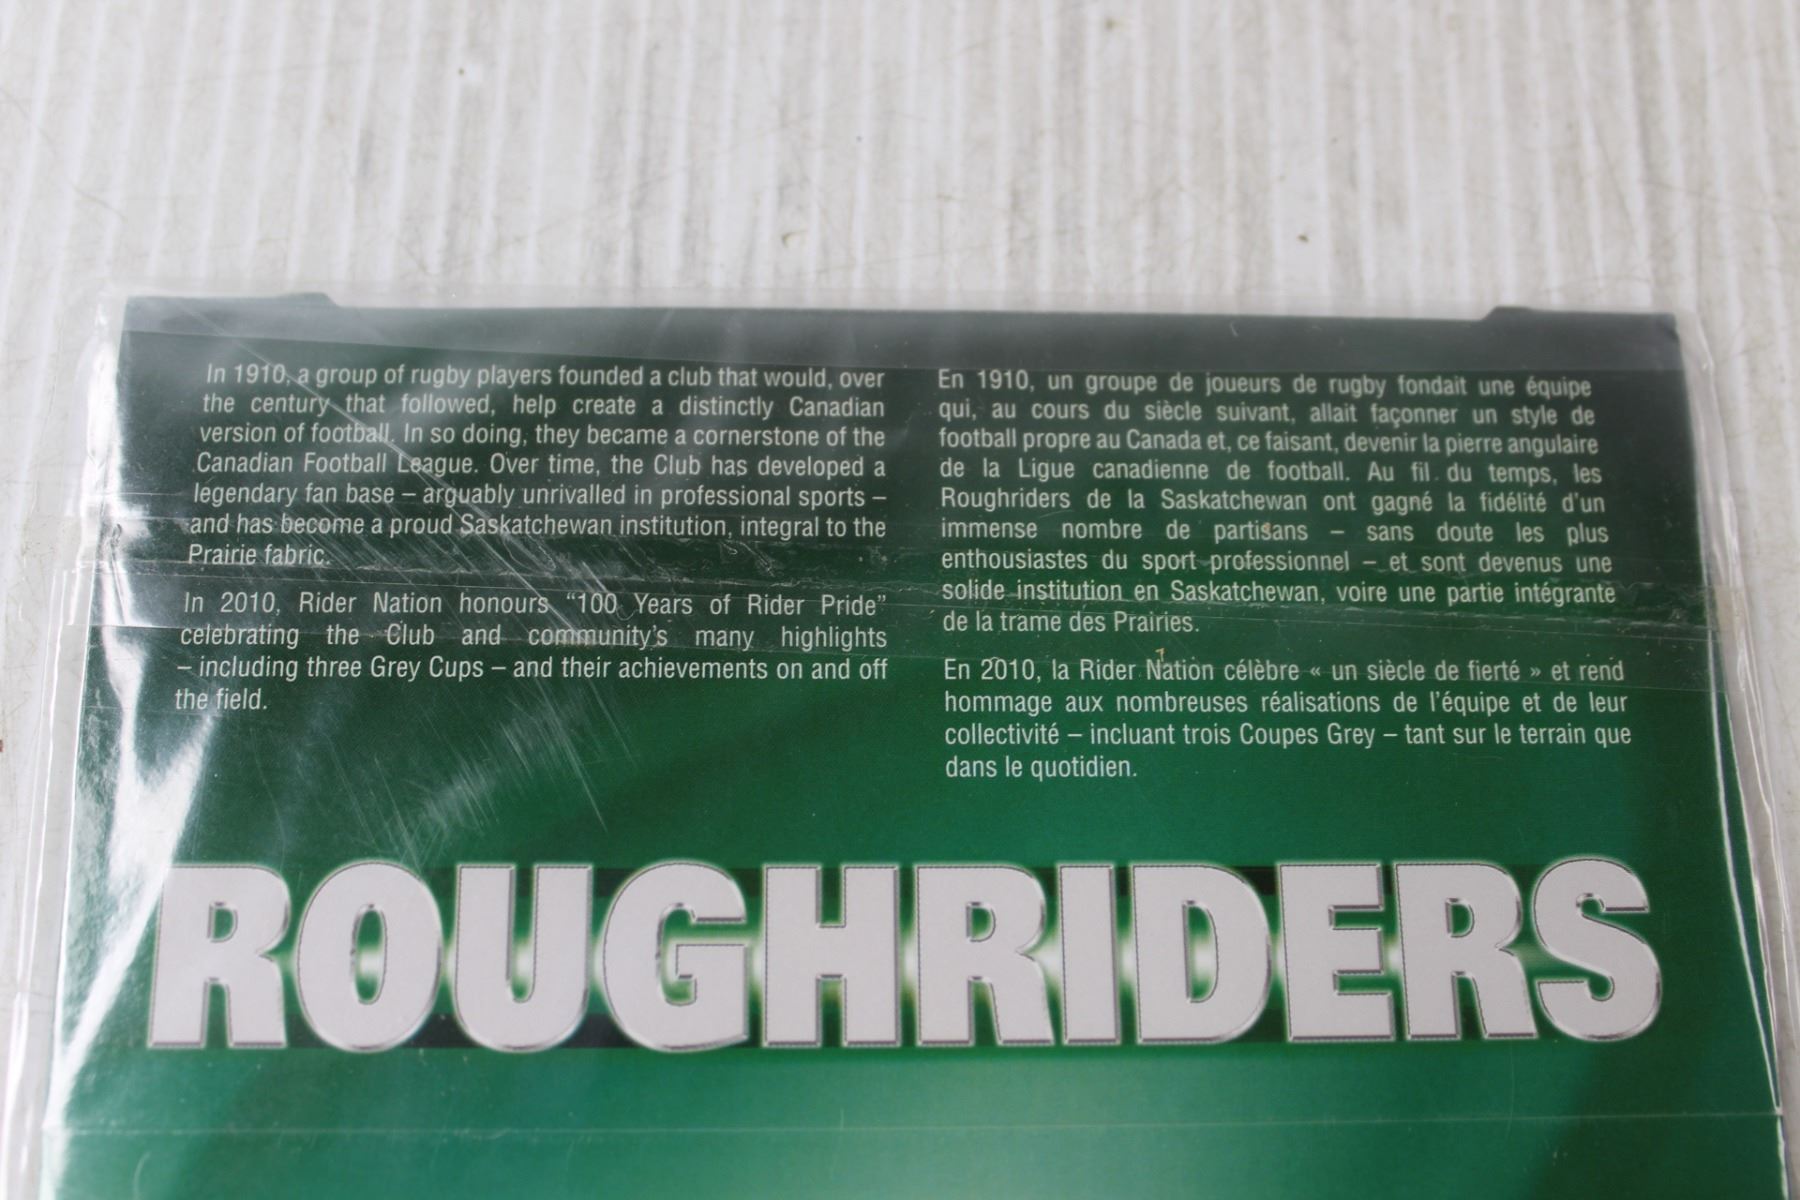 In 1910, a group of rugby players founded a club that would, over
the century that followed, help create a distinctly Canadian
version of football. In so doing, they became a cornerstone of the
Canadian Football League. Over time, the Club has developed a
legendary fan base – arguably unrivalled in professional sports –
and has become a proud Saskatchewan institution, integral to the
Prairie fabric.
In 2010, Rider Nation honours “100 Years of Rider Pride”
celebrating the Club and community’s many highlights
– including three Grey Cups – and their achievements on and off
the field.
En 1910, un groupe de joueurs de rugby fondait une équipe
qui, au cours du siècle suivant, allait façonner un style de
football propre au Canada et, ce faisant, devenir la pierre angulaire
de la Ligue canadienne de football. Au fil du temps, les
Roughriders de la Saskatchewan ont gagné la fidélité d’un
immense nombre de partisans – sans doute les plus
enthousiastes du sport professionnel – et sont devenus une
solide institution en Saskatchewan, voire une partie intégrante
de la trame des Prairies.
En 2010, la Rider Nation célèbre « un siècle de fierté » et rend
hommage aux nombreuses réalisations de l’équipe et de leur
collectivité – incluant trois Coupes Grey – tant sur le terrain que
dans le quotidien.
ROUGHRIDERS